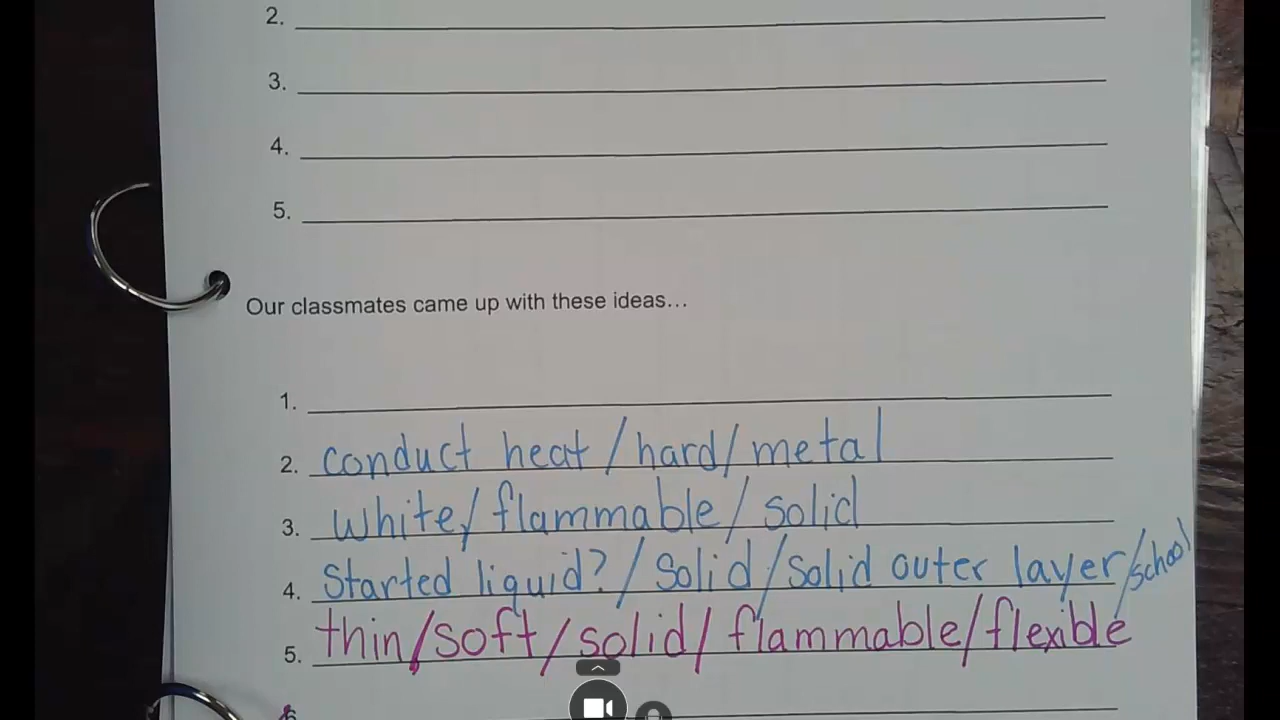 2.
3.
4.
5.
Our classmates came up with these ideas...
1.
2. conduct heat / hard / metal
3. white / flammable / solid
4. Started liquid? / Solid / Solid outer layer / school
5. thin / soft / solid / flammable / flexible
6